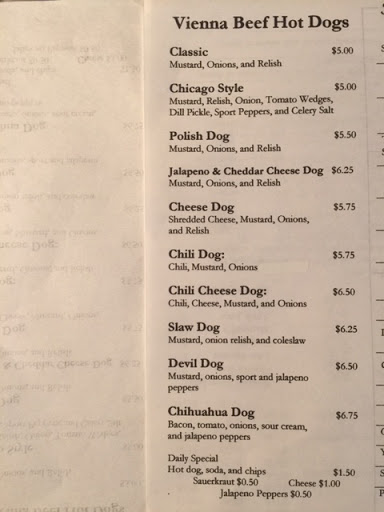 Vienna Beef Hot Dogs
Classic $5.00
Mustard, Onions, and Relish
Chicago Style $5.00
Mustard, Relish, Onion, Tomato Wedges,
Dill Pickle, Sport Peppers, and Celery Salt
Polish Dog $5.50
Mustard, Onions, and Relish
Jalapeno & Cheddar Cheese Dog $6.25
Mustard, Onions, and Relish
Cheese Dog $5.75
Shredded Cheese, Mustard, Onions,
and Relish
Chili Dog: $5.75
Chili, Mustard, Onions
Chili Cheese Dog: $6.50
Chili, Cheese, Mustard, and Onions
Slaw Dog $6.25
Mustard, onion relish, and coleslaw
Devil Dog $6.50
Mustard, onions, sport and jalapeno
peppers
Chihuahua Dog $6.75
Bacon, tomato, onions, sour cream,
and jalapeno peppers
Daily Special
Hot dog, soda, and chips $1.50
Sauerkraut $0.50 Cheese $1.00
Jalapeno Peppers $0.50